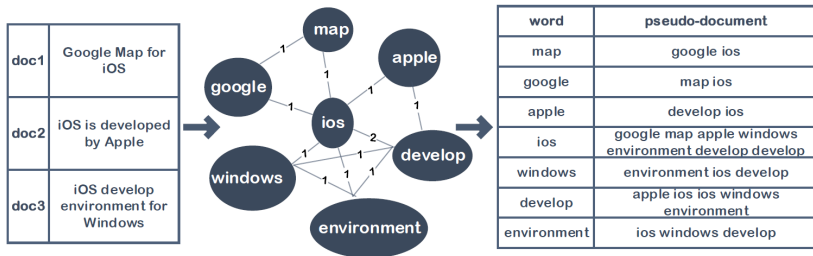 doc1
Google Map for
iOS
doc2
iOS is developed
by Apple
doc3
iOS develop
environment for
Windows
map
apple
google
ios
develop
windows
environment
1
1
1
1
1
2
1
1
1
1
1
word
pseudo-document
map
google ios
google
map ios
apple
develop ios
ios
google map apple windows
environment develop develop
windows
environment ios develop
develop
apple ios ios windows
environment
environment
ios windows develop